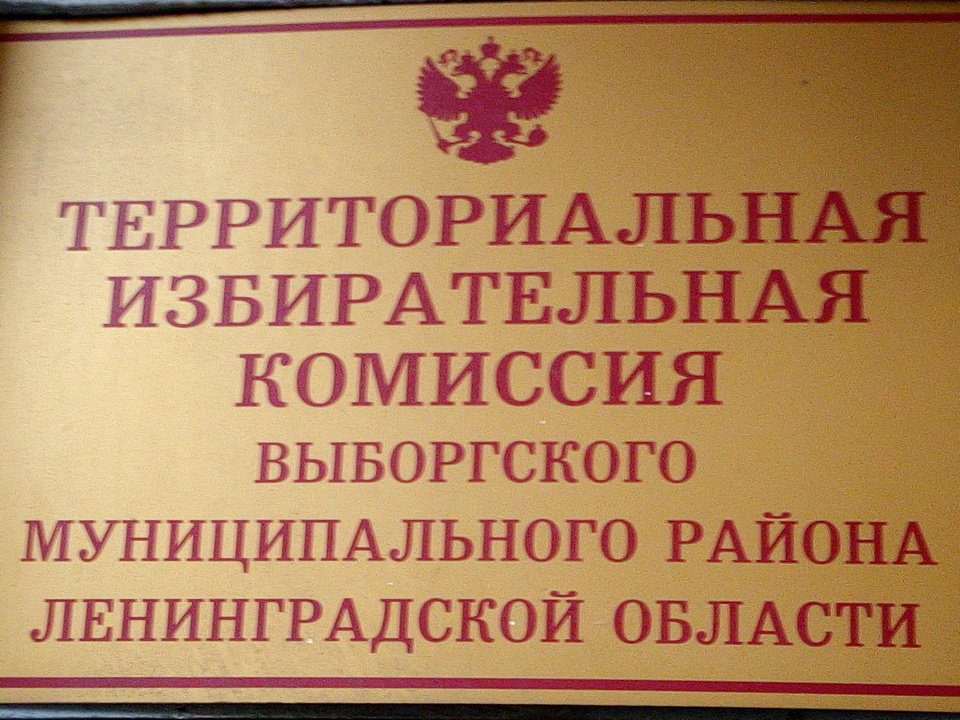 ТЕРРИТОРИАЛЬНАЯ
ИЗБИРАТЕЛЬНАЯ
КОМИССИЯ
ВЫБОРГСКОГО
МУНИЦИПАЛЬНОГО РАЙОНА
ЛЕНИНГРАДСКОЙ ОБЛАСТИ